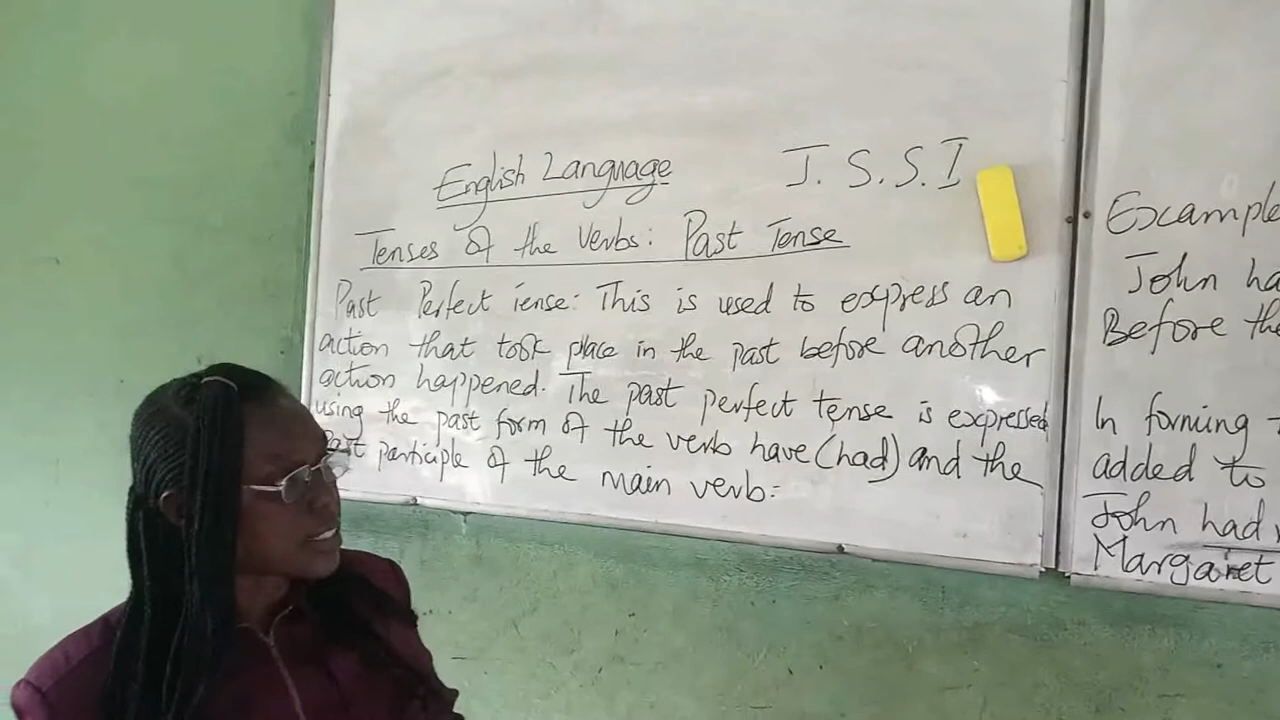 English Language
J.S.S.I
Tenses of the Verbs: Past Tense
Past Perfect Tense: This is used to express an
action that took place in the past before another
action happened. The past perfect tense is expressed
using the past form of the verb have (had) and the
Past participle of the main verb:
Example
John ha
Before th
In forming t
added to
John had
Margaret